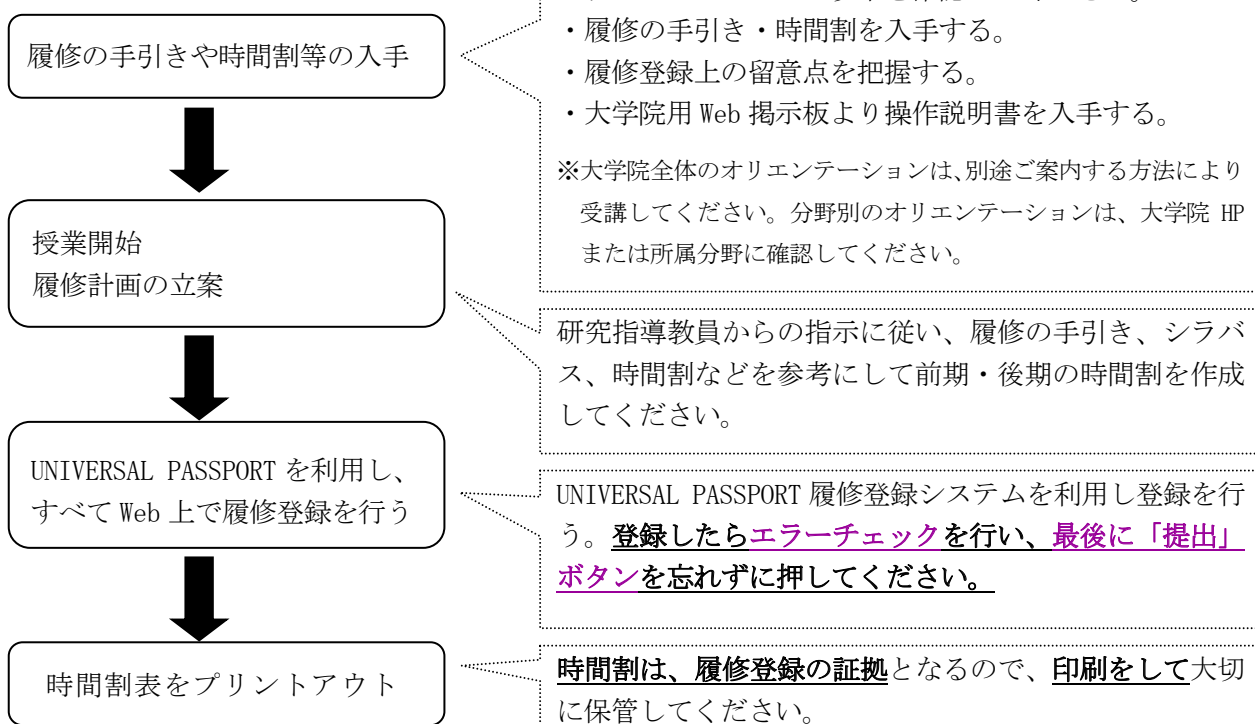 履修の手引きや時間割等の入手
・履修の手引き・時間割を入手する。
・履修登録上の留意点を把握する。
・大学院用 Web 掲示板より操作説明書を入手する。
※大学院全体のオリエンテーションは、別途ご案内する方法により
受講してください。分野別のオリエンテーションは、大学院 HP
または所属分野に確認してください。
授業開始
履修計画の立案
研究指導教員からの指示に従い、履修の手引き、シラバ
ス、時間割などを参考にして前期・後期の時間割を作成
してください。
UNIVERSAL PASSPORT を利用し、
すべて Web 上で履修登録を行う
UNIVERSAL PASSPORT 履修登録システムを利用し登録を行
う。登録したらエラーチェックを行い、最後に「提出」
ボタンを忘れずに押してください。
時間割表をプリントアウト
時間割は、履修登録の証拠となるので、印刷をして大切
に保管してください。